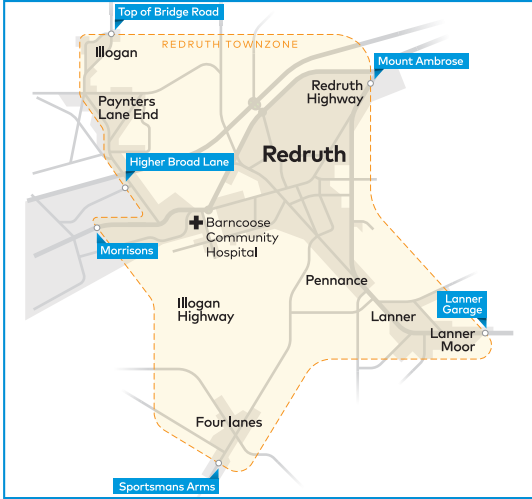 Top of Bridge Road
REDRUTH TOWNZONE
Illogan
Mount Ambrose
Redruth
Highway
Paynters
Lane End
Redruth
Higher Broad Lane
Barncoose
Community
Hospital
Morrisons
Pennance
Illogan
Highway
Lanner
Garage
Lanner
Lanner
Moor
Four lanes
Sportsmans Arms